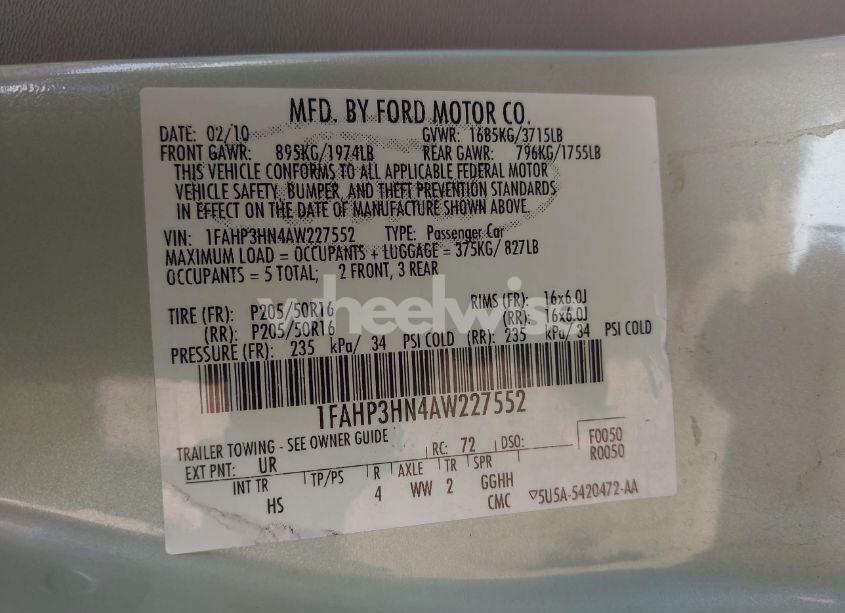 MFD. BY FORD MOTOR CO.
DATE: 02/10 GVWR: 1685KG/3715LB
FRONT GAWR: 895KG/1974LB REAR GAWR: 796KG/1755LB
THIS VEHICLE CONFORMS TO ALL APPLICABLE FEDERAL MOTOR
VEHICLE SAFETY, BUMPER, AND THEFT PREVENTION STANDARDS
IN EFFECT ON THE DATE OF MANUFACTURE SHOWN ABOVE.
VIN: 1FAHP3HN4AW227552 TYPE: Passenger Car
MAXIMUM LOAD = OCCUPANTS + LUGGAGE = 375KG/ 827LB
OCCUPANTS = 5 TOTAL; 2 FRONT, 3 REAR
TIRE (FR): P205/50R16 RIMS (FR): 16x6.0J
(RR): P205/50R16 (RR): 16x6.0J
PRESSURE (FR): 235 kPa/ 34 PSI COLD (RR): 235 kPa/ 34 PSI COLD
wheelwise
1FAHP3HN4AW227552
TRAILER TOWING - SEE OWNER GUIDE RC: 72 DSO: F0050
EXT PNT: UR R0050
INT TR TP/PS R AXLE TR SPR
HS 4 WW 2 GGHH
CMC ▽5U5A-5420472-AA